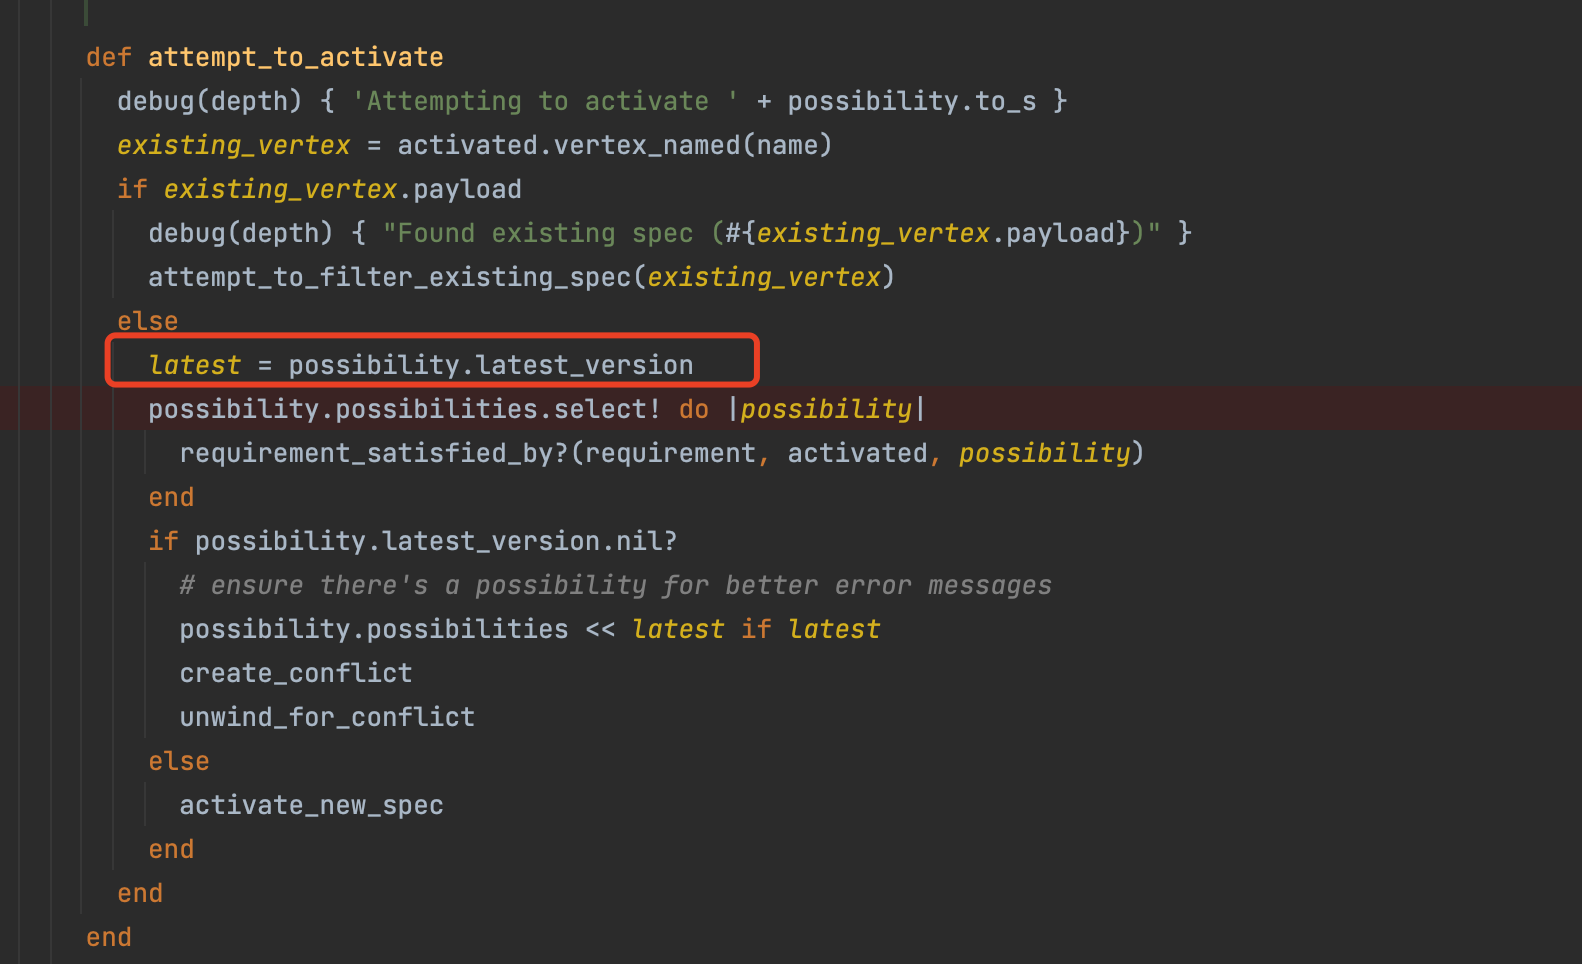 def attempt_to_activate
  debug(depth) { 'Attempting to activate ' + possibility.to_s }
  existing_vertex = activated.vertex_named(name)
  if existing_vertex.payload
    debug(depth) { "Found existing spec (#{existing_vertex.payload})" }
    attempt_to_filter_existing_spec(existing_vertex)
  else
    latest = possibility.latest_version
    possibility.possibilities.select! do |possibility|
      requirement_satisfied_by?(requirement, activated, possibility)
    end
    if possibility.latest_version.nil?
      # ensure there's a possibility for better error messages
      possibility.possibilities << latest if latest
      create_conflict
      unwind_for_conflict
    else
      activate_new_spec
    end
  end
end